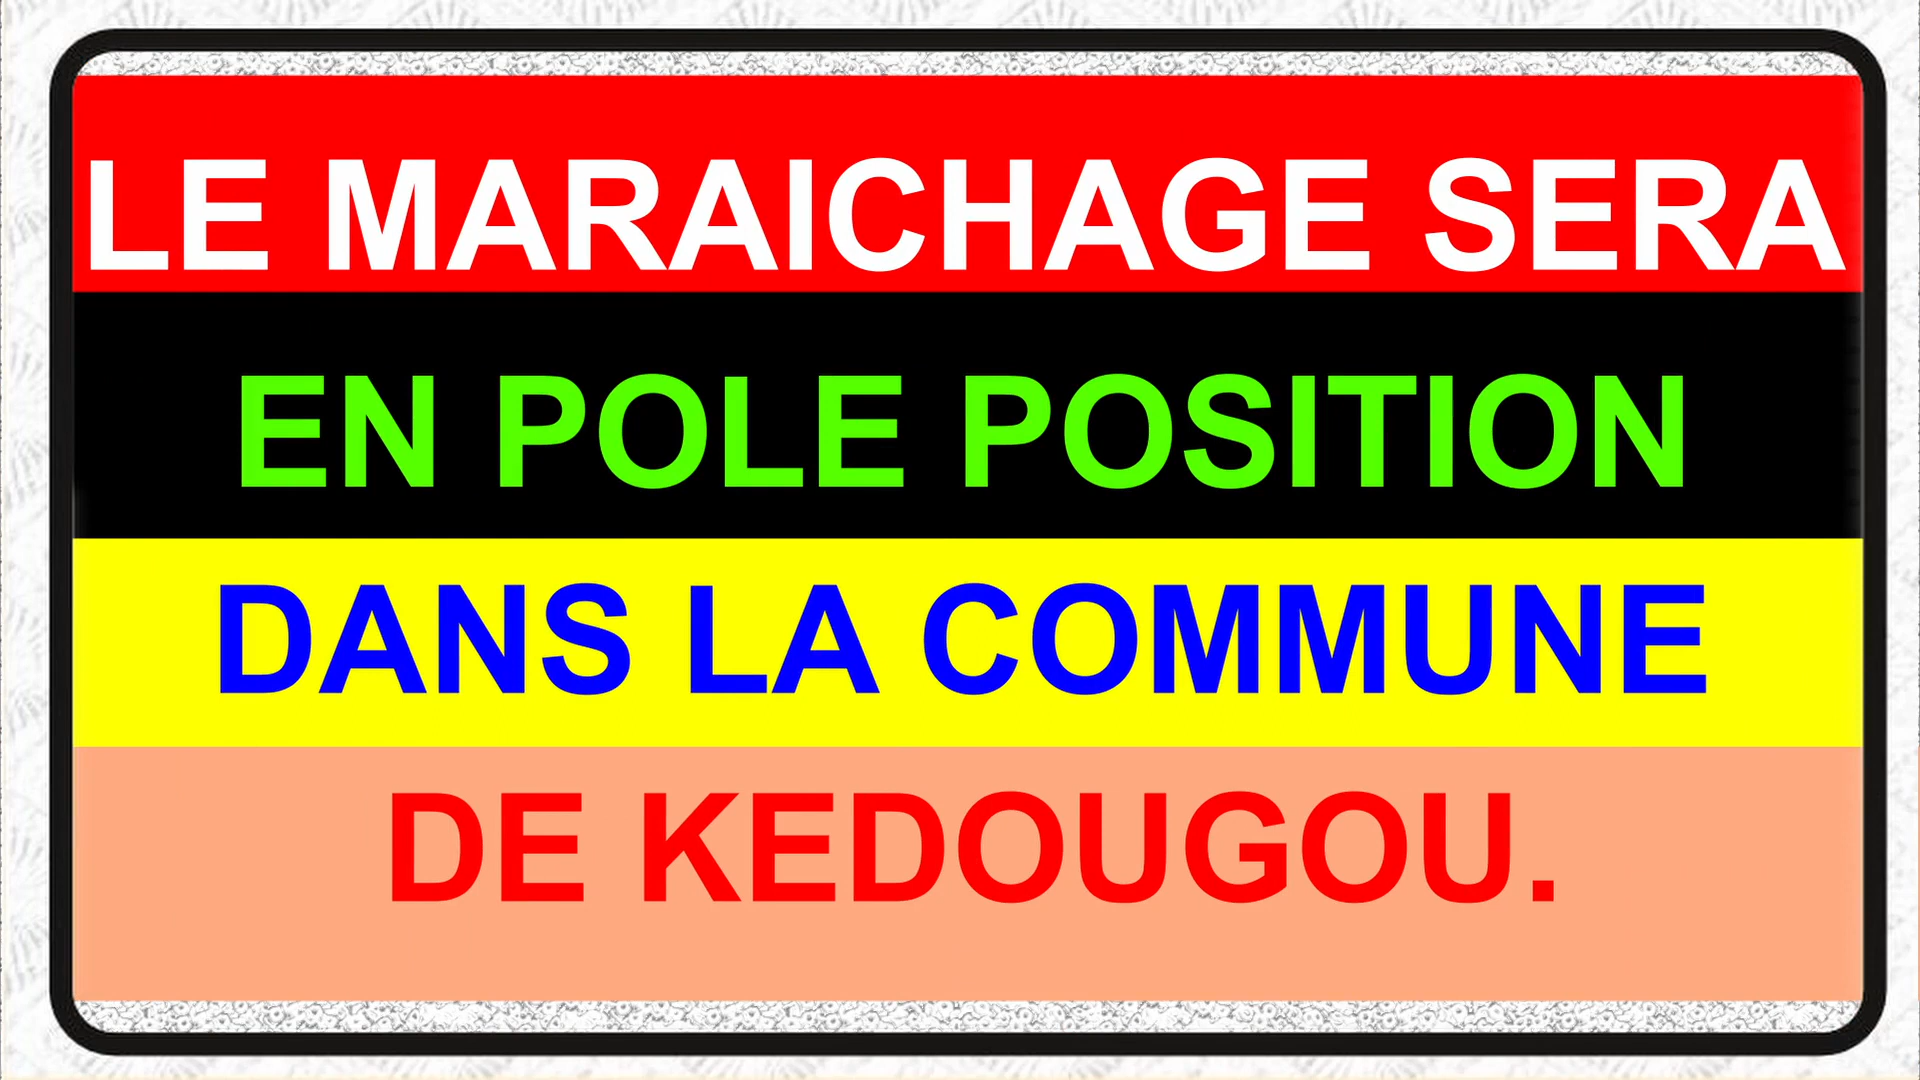 LE MARAICHAGE SERA
EN POLE POSITION
DANS LA COMMUNE
DE KEDOUGOU.